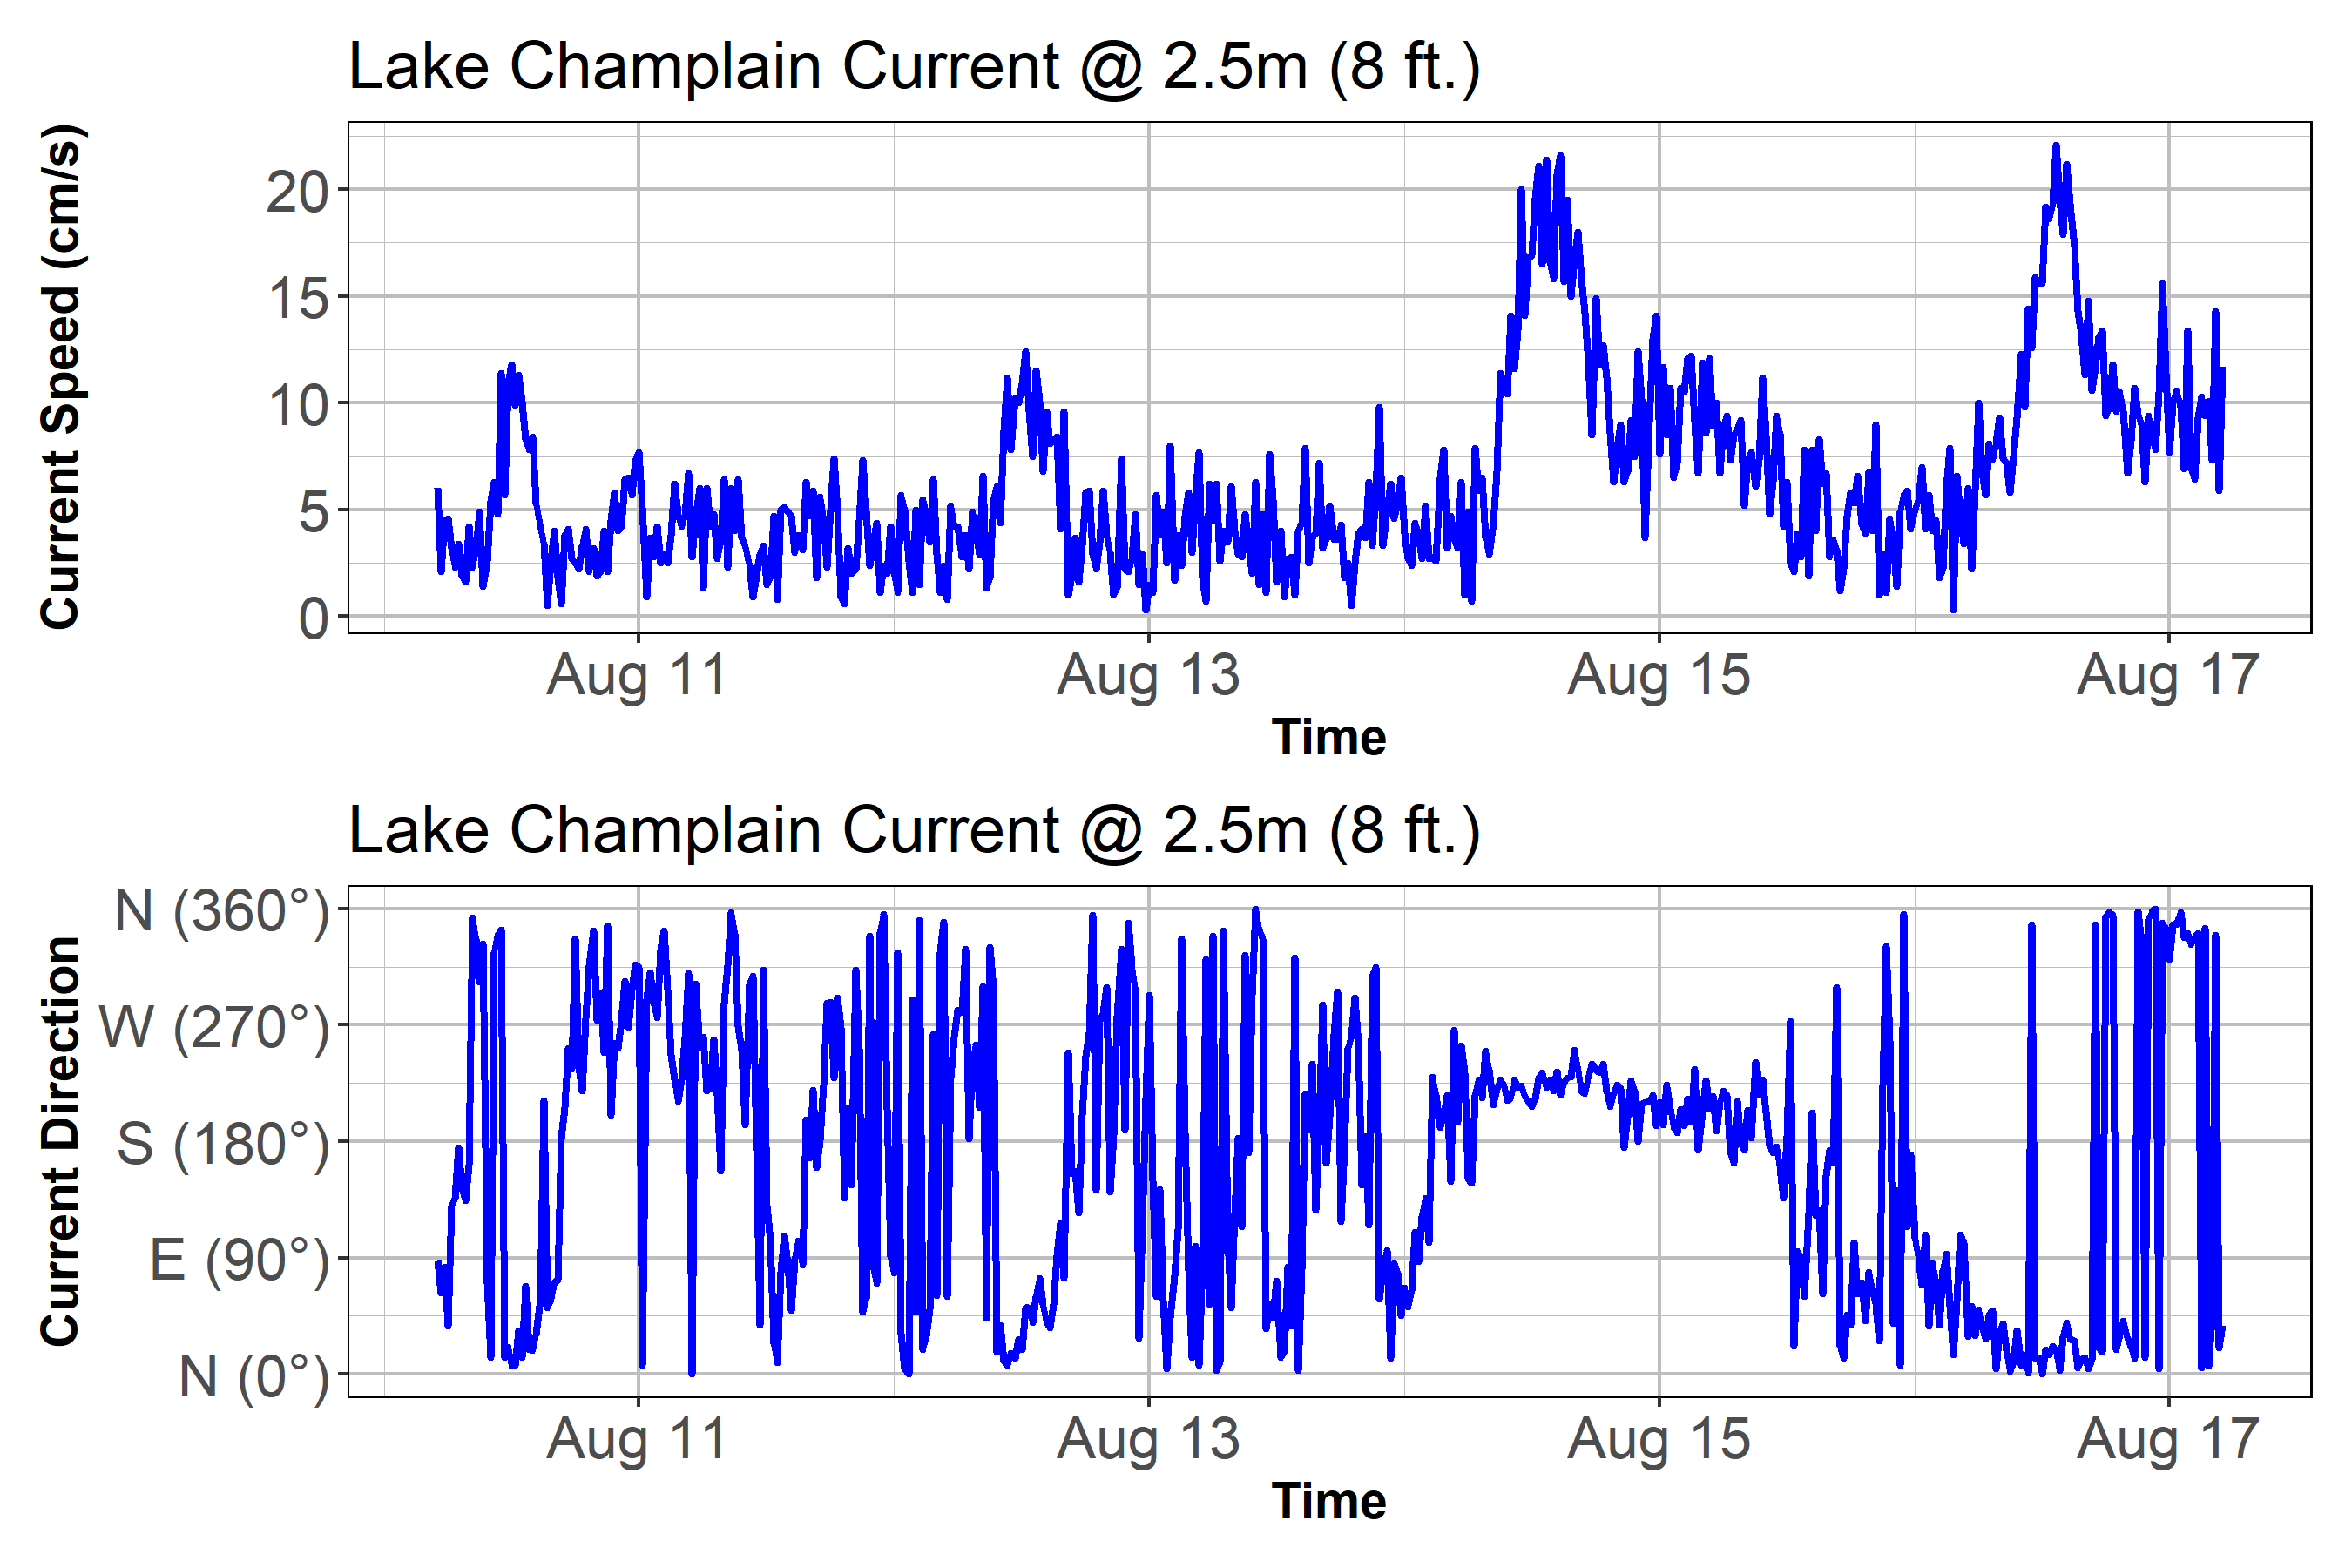 Lake Champlain Current @ 2.5m (8 ft.)
Current Speed (cm/s)
20
15
10
5
0
Aug 11 Aug 13 Aug 15 Aug 17
Time
Lake Champlain Current @ 2.5m (8 ft.)
Current Direction
N (360°)
W (270°)
S (180°)
E (90°)
N (0°)
Aug 11 Aug 13 Aug 15 Aug 17
Time